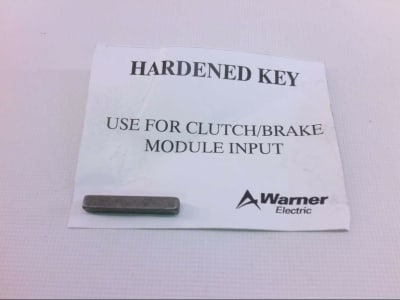 HARDENED KEY
USE FOR CLUTCH/BRAKE
MODULE INPUT
Warner
Electric